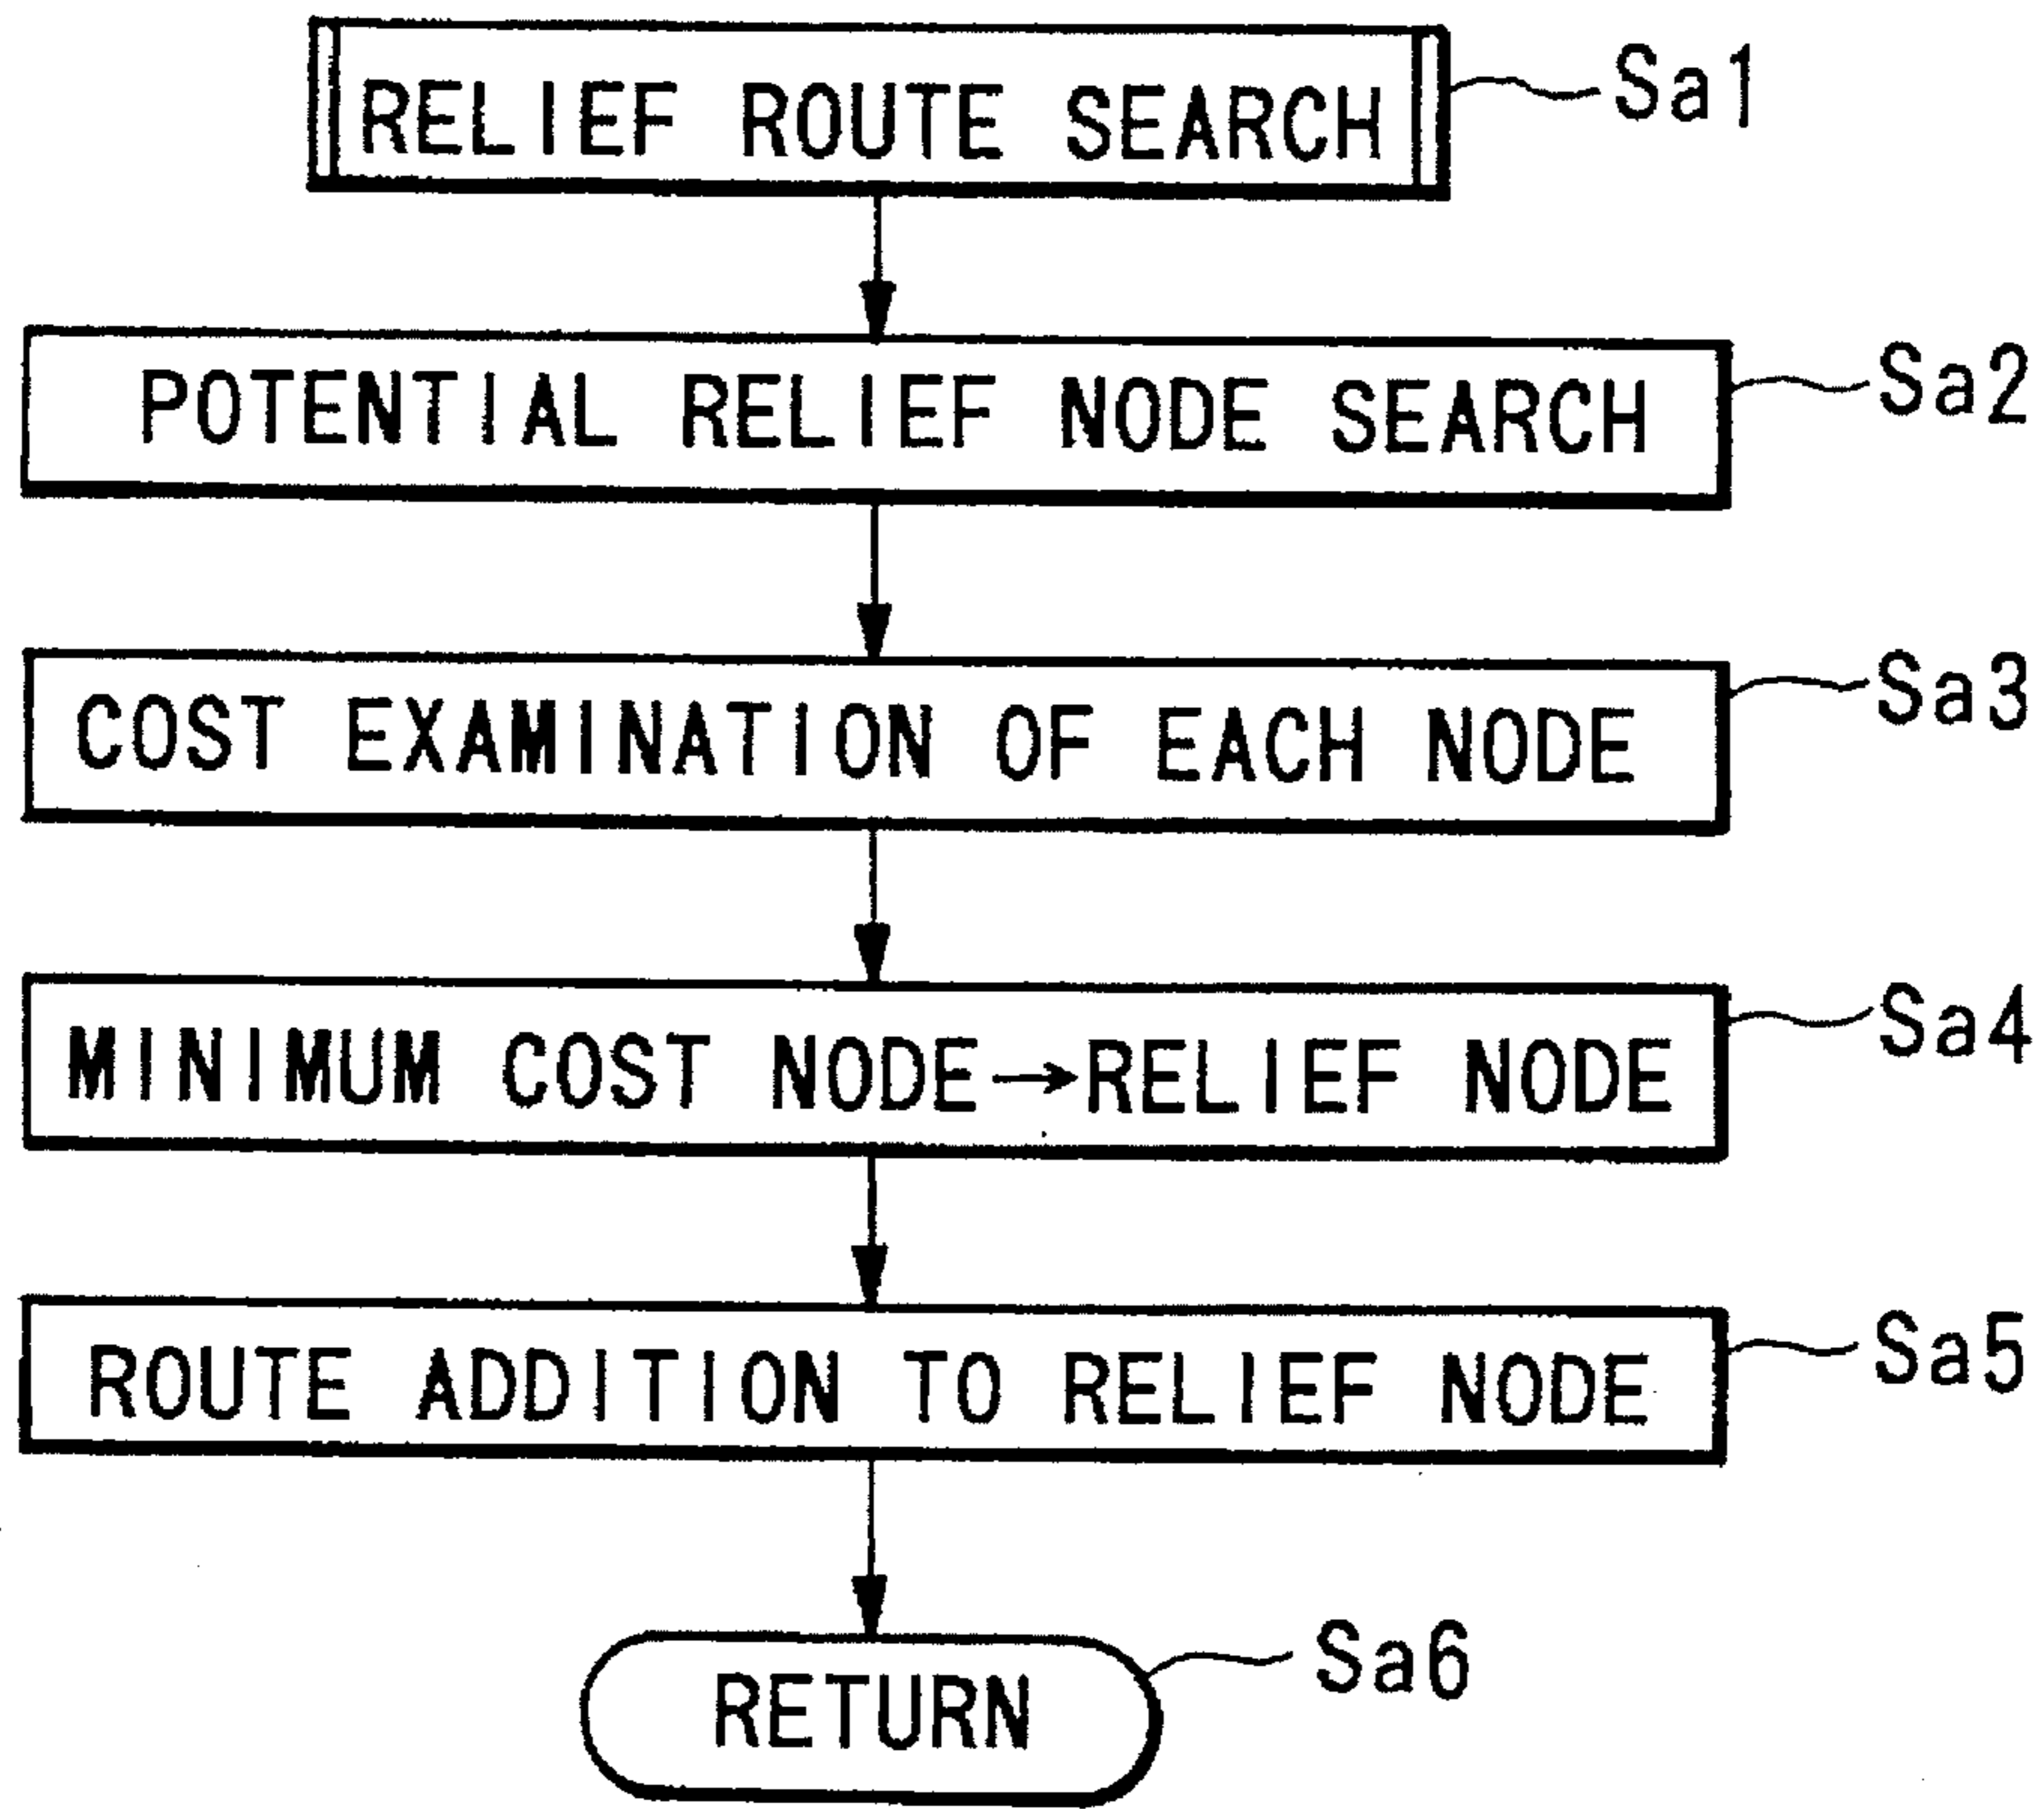 RELIEF ROUTE SEARCH Sa1
POTENTIAL RELIEF NODE SEARCH Sa2
COST EXAMINATION OF EACH NODE Sa3
MINIMUM COST NODE→RELIEF NODE Sa4
ROUTE ADDITION TO RELIEF NODE Sa5
RETURN Sa6